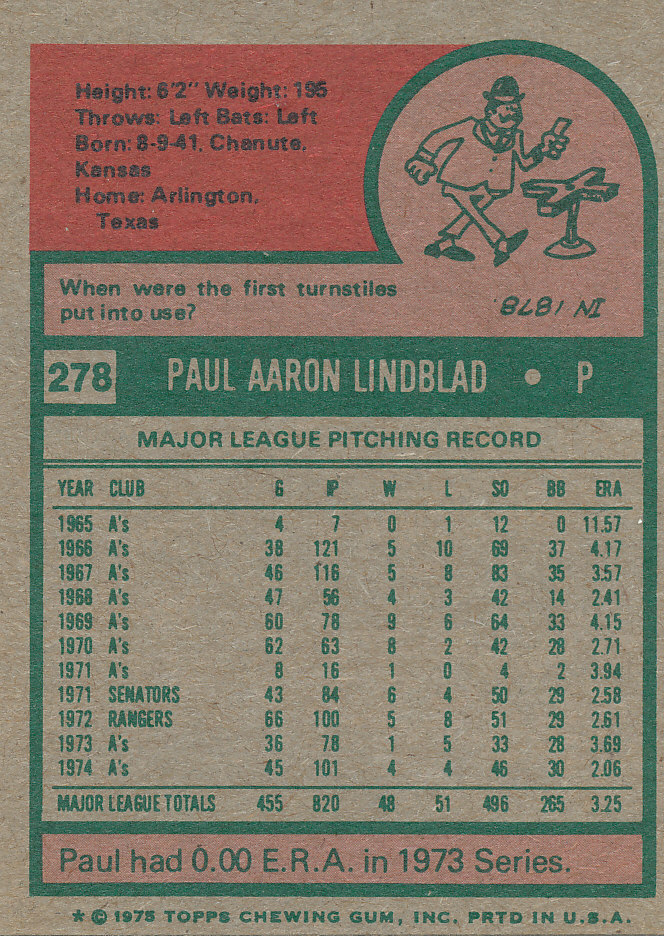 Height: 6'2" Weight: 195
Throws: Left Bats: Left
Born: 8-9-41, Chanute,
Kansas
Home: Arlington,
Texas
When were the first turnstiles
put into use?
IN 1878.
278 PAUL AARON LINDBLAD • P
MAJOR LEAGUE PITCHING RECORD
YEAR CLUB G IP W L SO BB ERA
1965 A's 4 7 0 1 12 0 11.57
1966 A's 38 121 5 10 69 37 4.17
1967 A's 46 116 5 8 83 35 3.57
1968 A's 47 56 4 3 42 14 2.41
1969 A's 60 78 9 6 64 33 4.15
1970 A's 62 63 8 2 42 28 2.71
1971 A's 8 16 1 0 4 2 3.94
1971 SENATORS 43 84 6 4 50 29 2.58
1972 RANGERS 66 100 5 8 51 29 2.61
1973 A's 36 78 1 5 33 28 3.69
1974 A's 45 101 4 4 46 30 2.06
MAJOR LEAGUE TOTALS 455 820 48 51 496 265 3.25
Paul had 0.00 E.R.A. in 1973 Series.
* © 1975 TOPPS CHEWING GUM, INC. PRTD IN U.S.A.